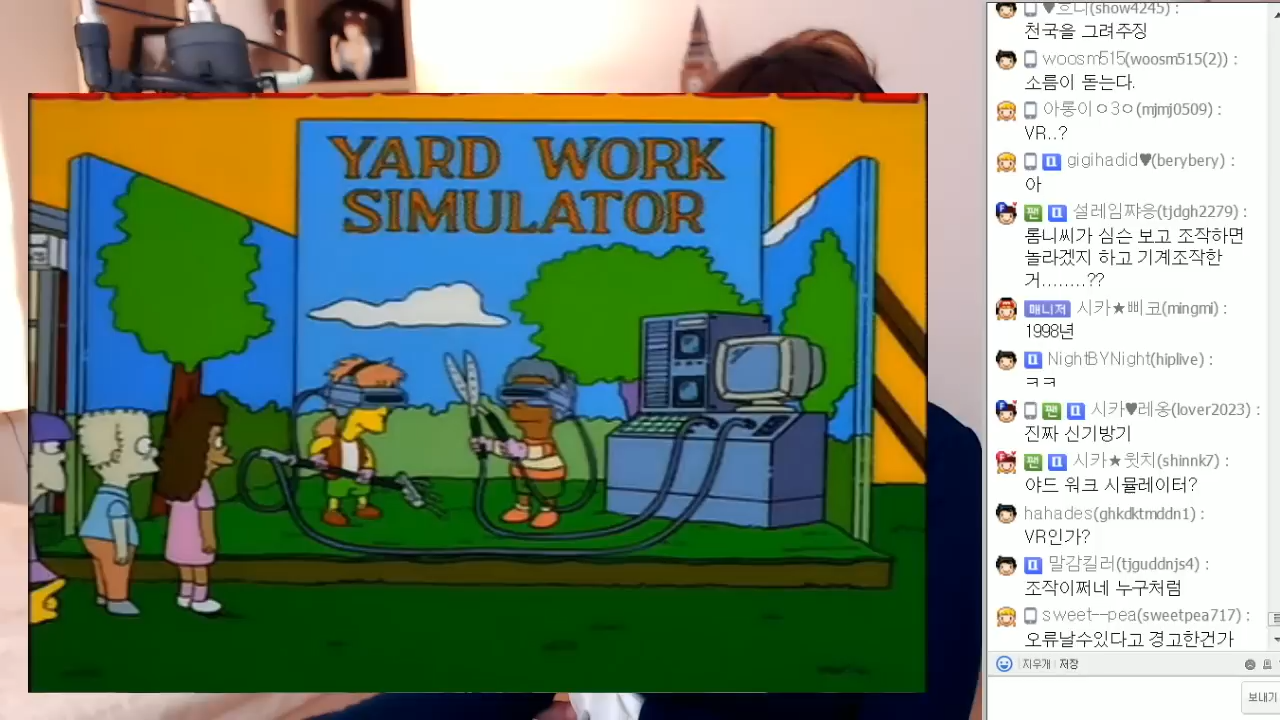 YARD WORK
SIMULATOR
♥호니(show4245) :
천국을 그려주징
woosm515(woosm515(2)) :
소름이 돋는다.
아롱이ㅇ3ㅇ(mjmj0509) :
VR..?
gigihadid♥(berybery) :
아
팬 설레임쨔응(tjdgh2279) :
롬니씨가 심슨 보고 조작하면
놀라겠지 하고 기계조작한
거........??
매니저 시카★삐코(mingmi) :
1998년
NightBYNight(hiplive) :
ㅋㅋ
팬 시카♥레옹(lover2023) :
진짜 신기방기
팬 시카★윗치(shinnk7) :
야드 워크 시뮬레이터?
hahades(ghkdktmddn1) :
VR인가?
말감킬러(tjguddnjs4) :
조작이쩌네 누구처럼
sweet--pea(sweetpea717) :
오류날수있다고 경고한건가
지우개 저장
보내기